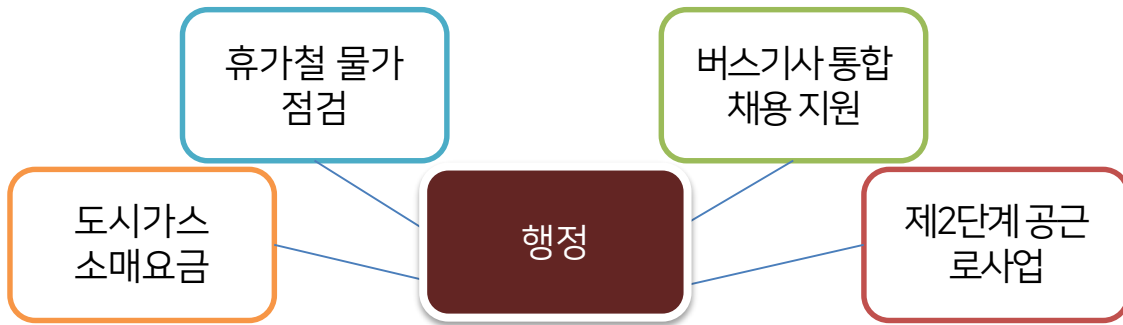 휴가철 물가
점검
버스기사 통합
채용 지원
도시가스
소매요금
행정
제2단계 공근
로사업